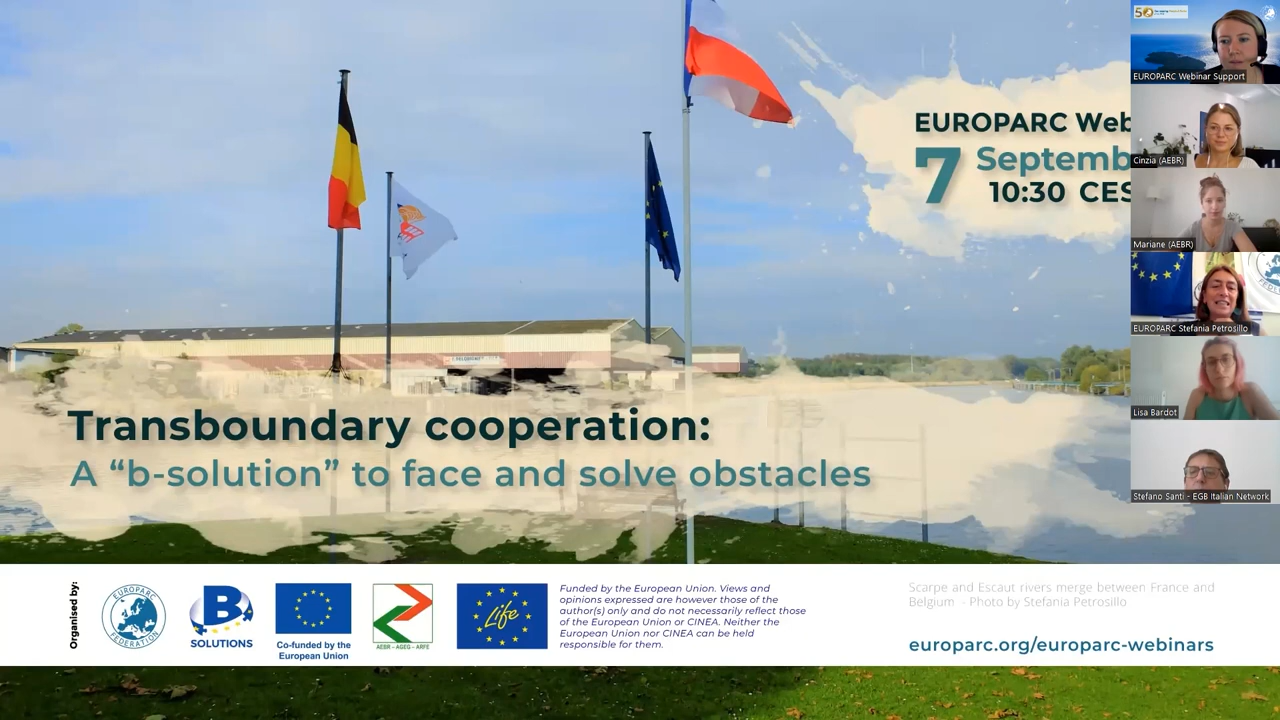 EUROPARC Web
7 Septemb
10:30 CES
Transboundary cooperation:
A “b-solution” to face and solve obstacles
Organised by:
EUROPARC
FEDERATION
B
SOLUTIONS
Co-funded by the
European Union
AEBR - AGEG - ARFE
Life
Funded by the European Union. Views and
opinions expressed are however those of the
author(s) only and do not necessarily reflect those
of the European Union or CINEA. Neither the
European Union nor CINEA can be held
responsible for them.
Scarpe and Escaut rivers merge between France and
Belgium - Photo by Stefania Petrosillo
europarc.org/europarc-webinars
50
EUROPARC Webinar Support
Cinzia (AEBR)
Mariane (AEBR)
EUROPARC Stefania Petrosillo
Lisa Bardot
Stefano Santi - EGB Italian Network